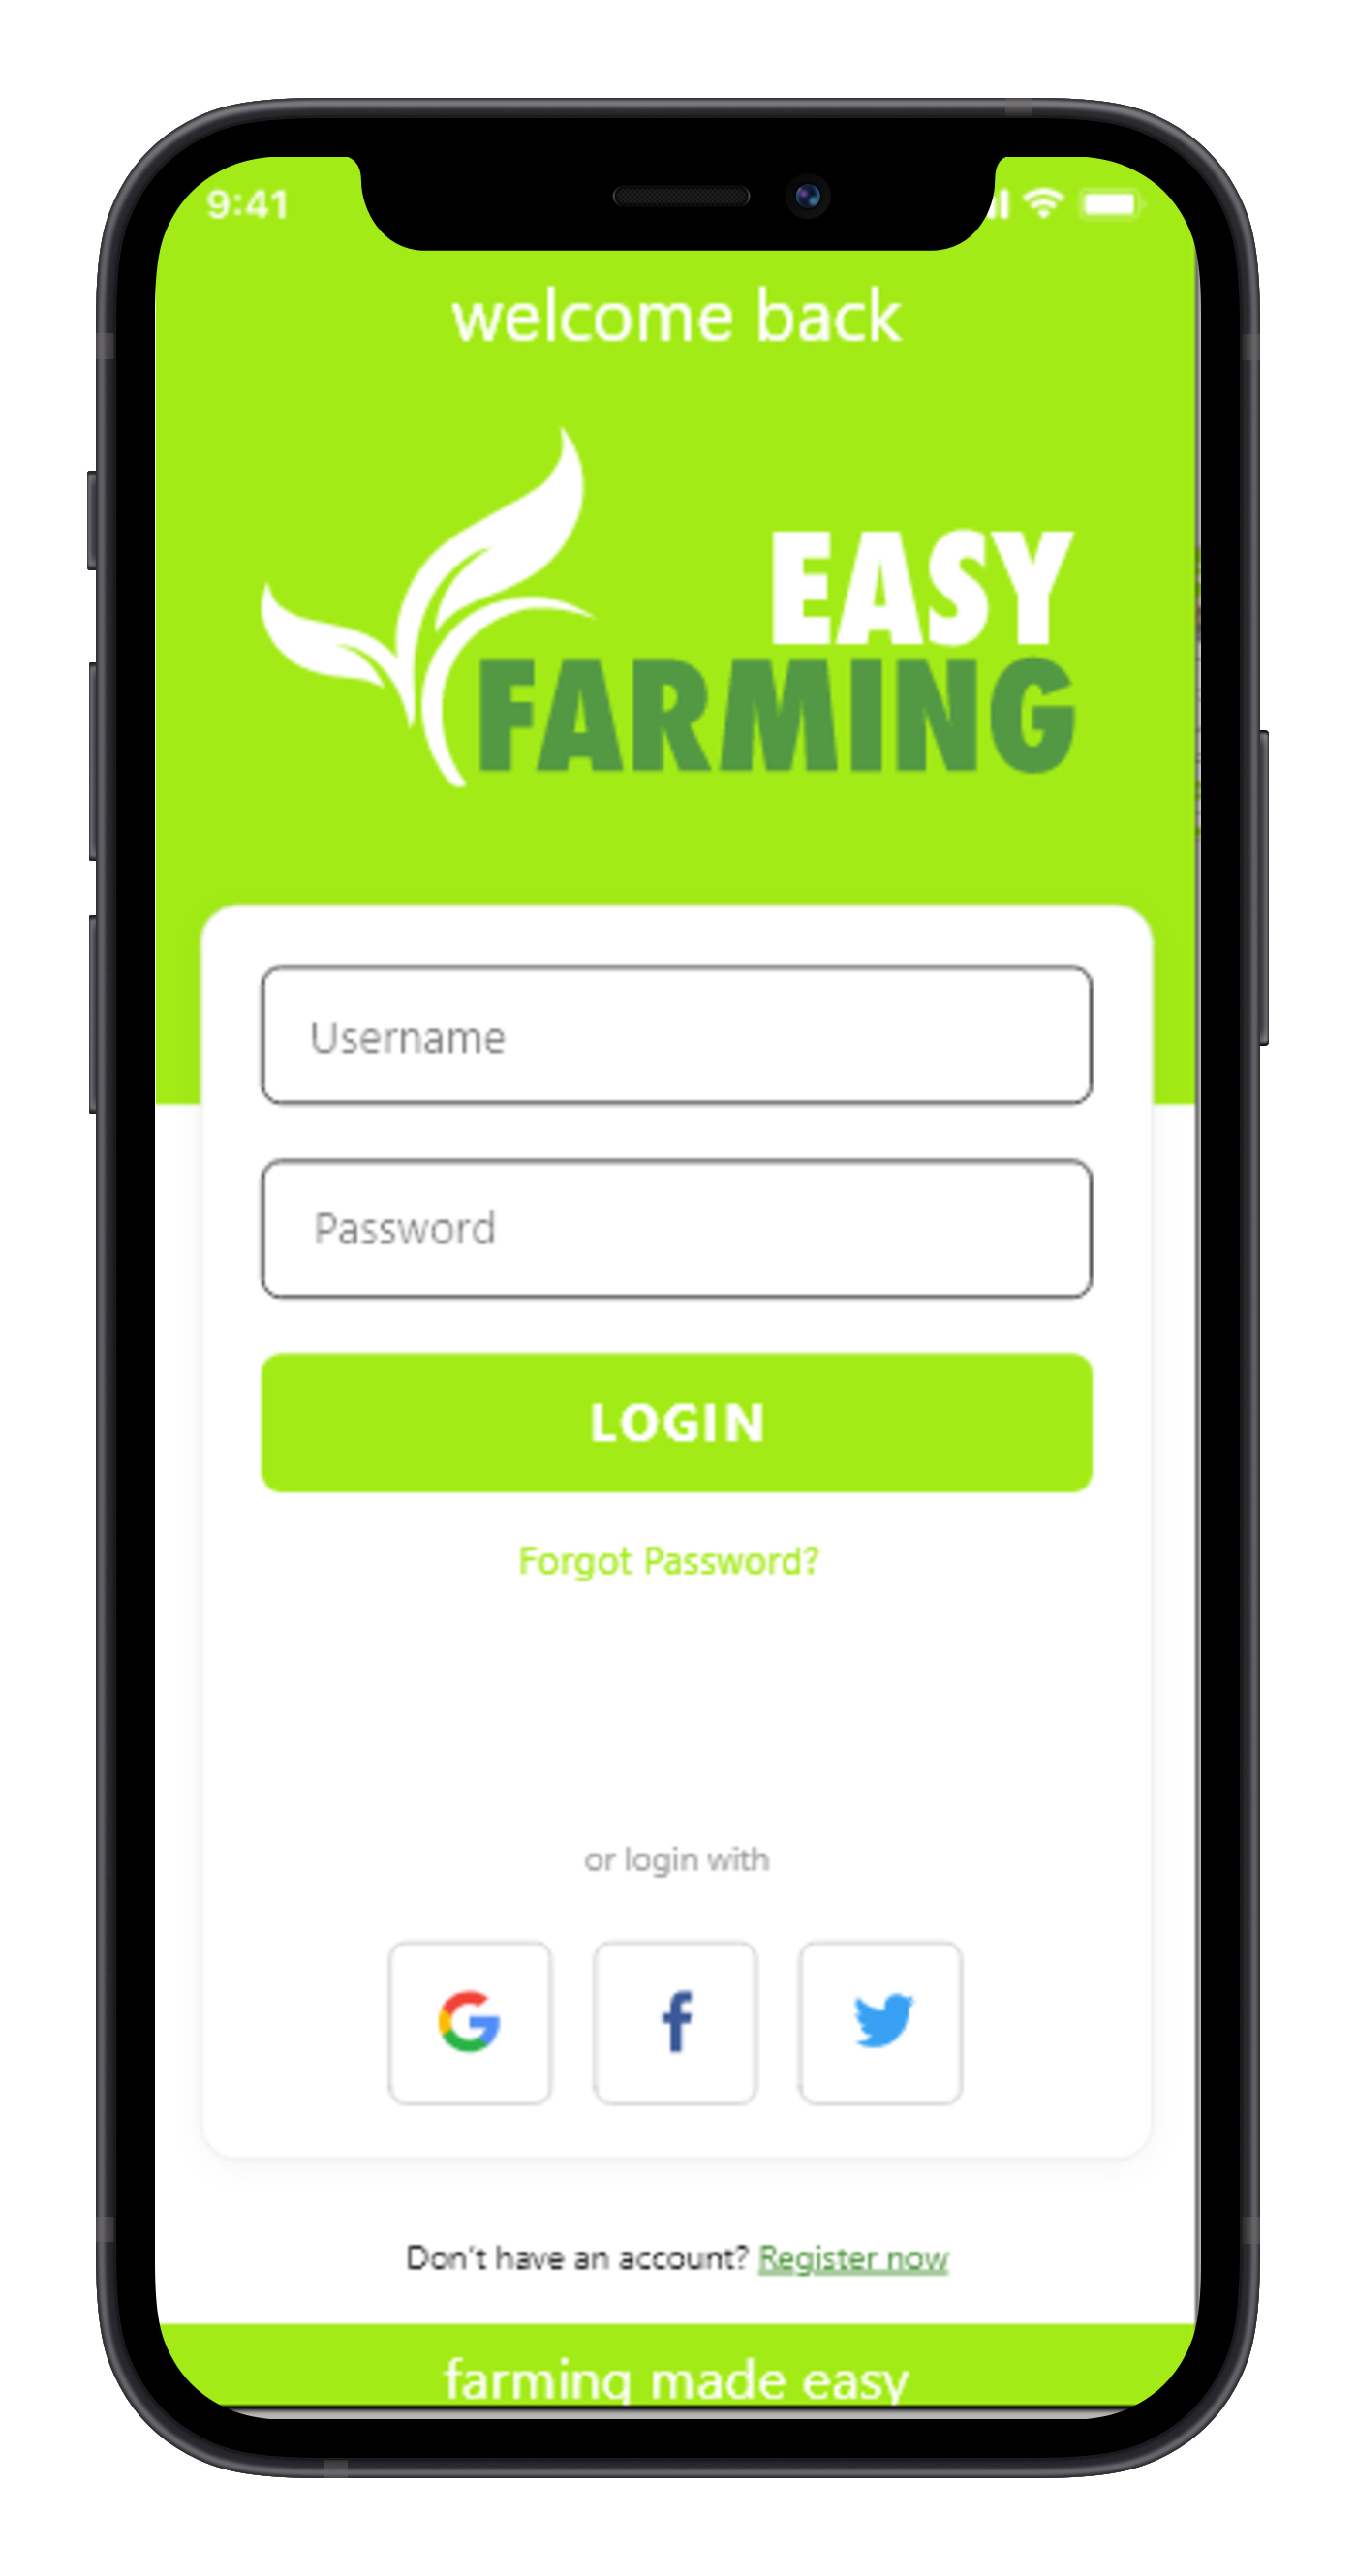 9:41
welcome back
EASY
FARMING
Username
Password
LOGIN
Forgot Password?
or login with
Don't have an account? Register now
farming made easy